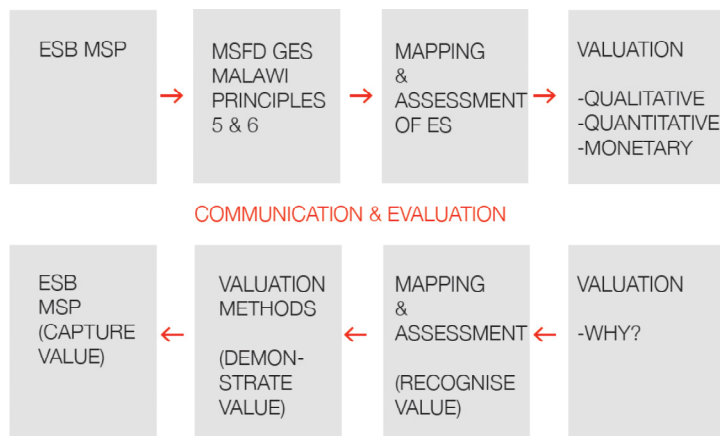 ESB MSP
MSFD GES
MALAWI
PRINCIPLES
5 & 6
MAPPING
&
ASSESSMENT
OF ES
VALUATION
-QUALITATIVE
-QUANTITATIVE
-MONETARY
COMMUNICATION & EVALUATION
ESB
MSP
(CAPTURE
VALUE)
VALUATION
METHODS
(DEMON-
STRATE
VALUE)
MAPPING
&
ASSESSMENT
(RECOGNISE
VALUE)
VALUATION
-WHY?